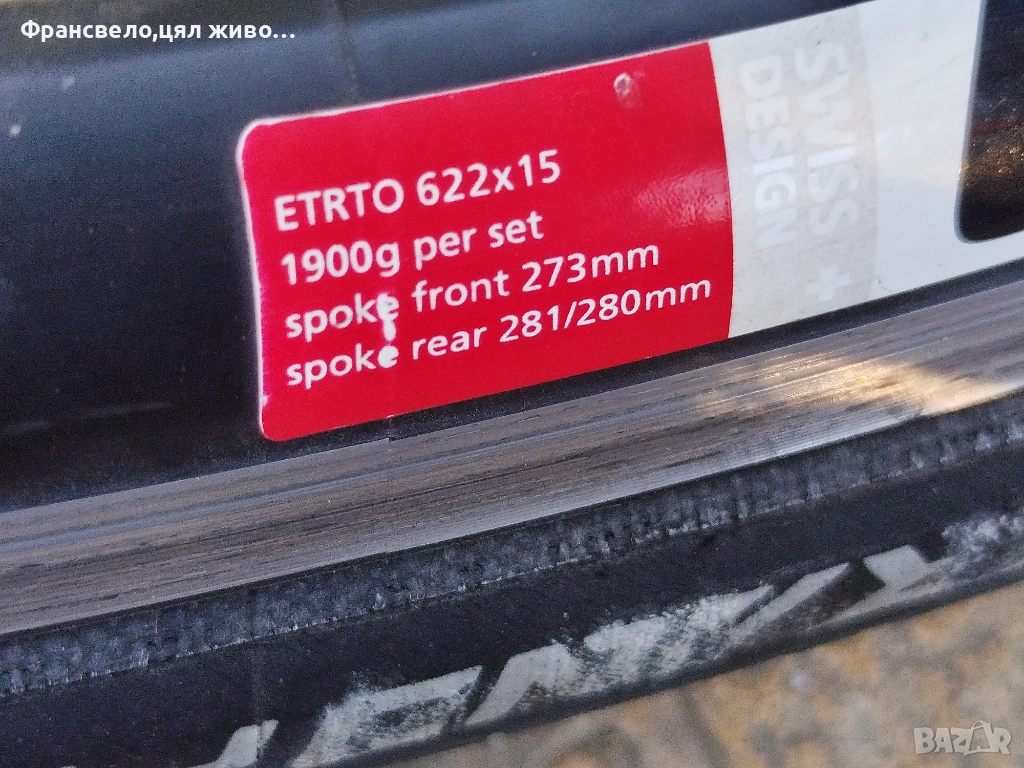 Франсвело,цял живо...
ETRTO 622x15
1900g per set
spoke front 273mm
spoke rear 281/280mm
SWISS +
DESIGN
BAZAR